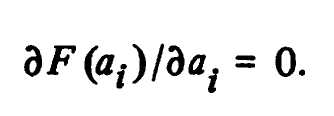 ∂F(a_i)/∂a_i = 0.